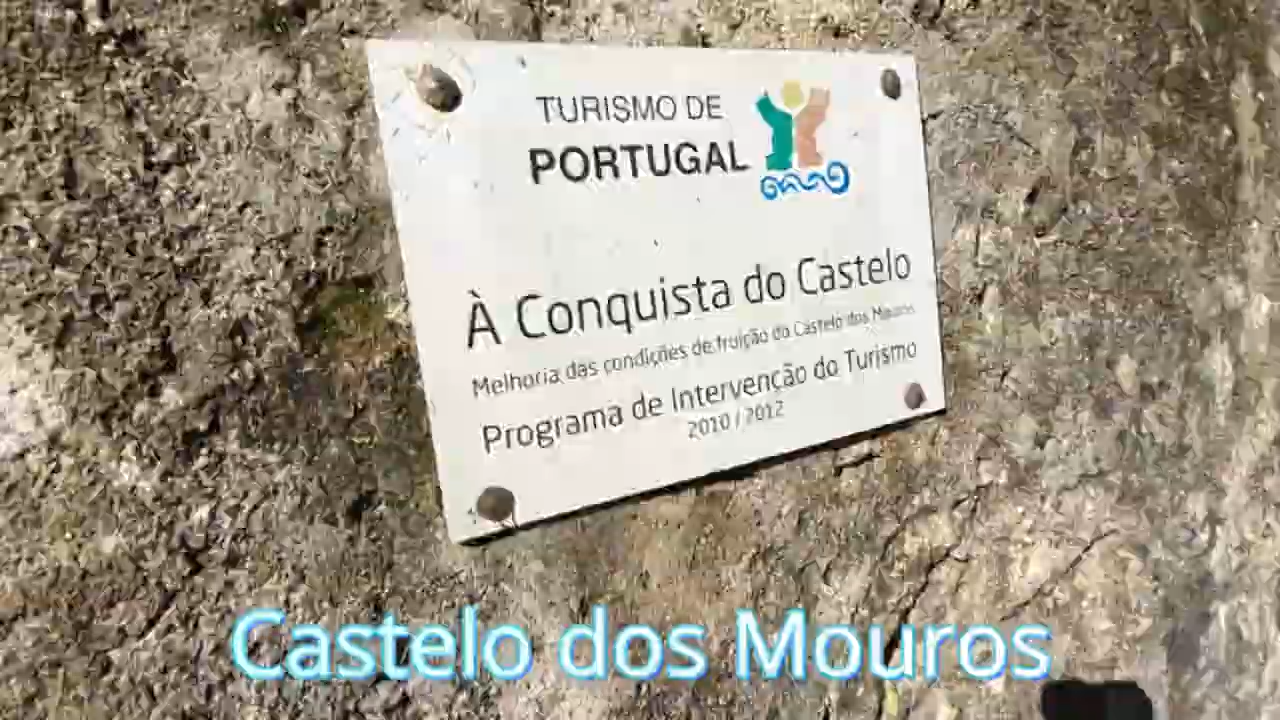 TURISMO DE
PORTUGAL
À Conquista do Castelo
Melhoria das condições de fruição do Castelo dos Mouros
Programa de Intervenção do Turismo
2010 / 2012
Castelo dos Mouros